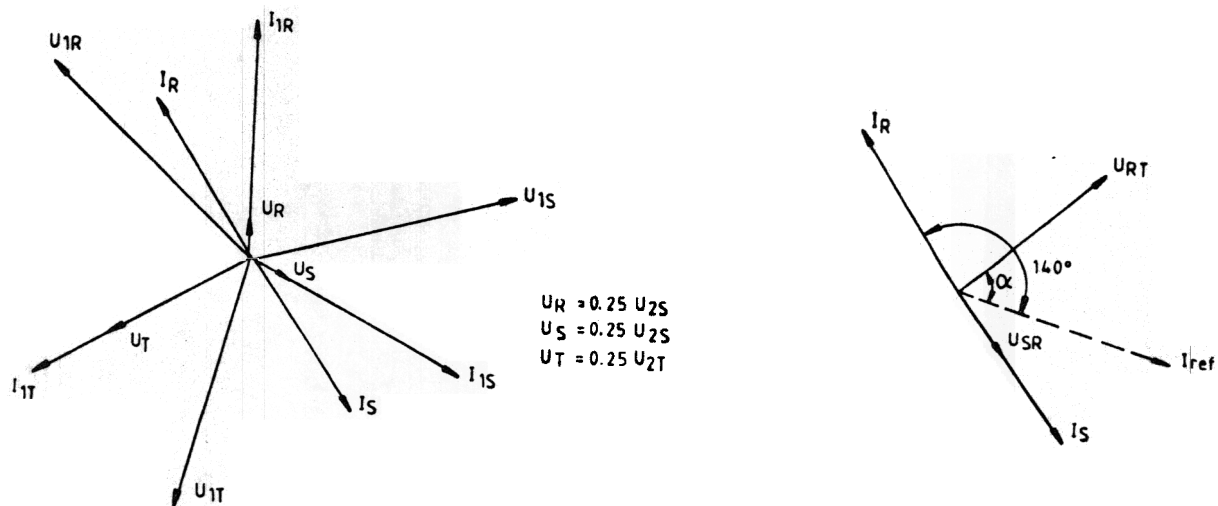 I1R
U1R
IR
U1S
UR
US
UT
I1T
I1S
IS
U1T
UR = 0.25 U2S
US = 0.25 U2S
UT = 0.25 U2T
IR
URT
140°
α
USR
Iref
IS